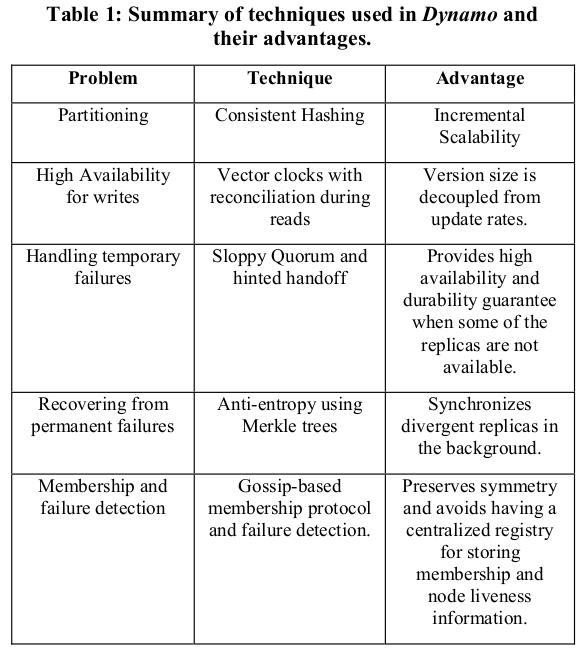 Table 1: Summary of techniques used in Dynamo and
their advantages.
Problem
Technique
Advantage
Partitioning
Consistent Hashing
Incremental
Scalability
High Availability
for writes
Vector clocks with
reconciliation during
reads
Version size is
decoupled from
update rates.
Handling temporary
failures
Sloppy Quorum and
hinted handoff
Provides high
availability and
durability guarantee
when some of the
replicas are not
available.
Recovering from
permanent failures
Anti-entropy using
Merkle trees
Synchronizes
divergent replicas in
the background.
Membership and
failure detection
Gossip-based
membership protocol
and failure detection.
Preserves symmetry
and avoids having a
centralized registry
for storing
membership and
node liveness
information.